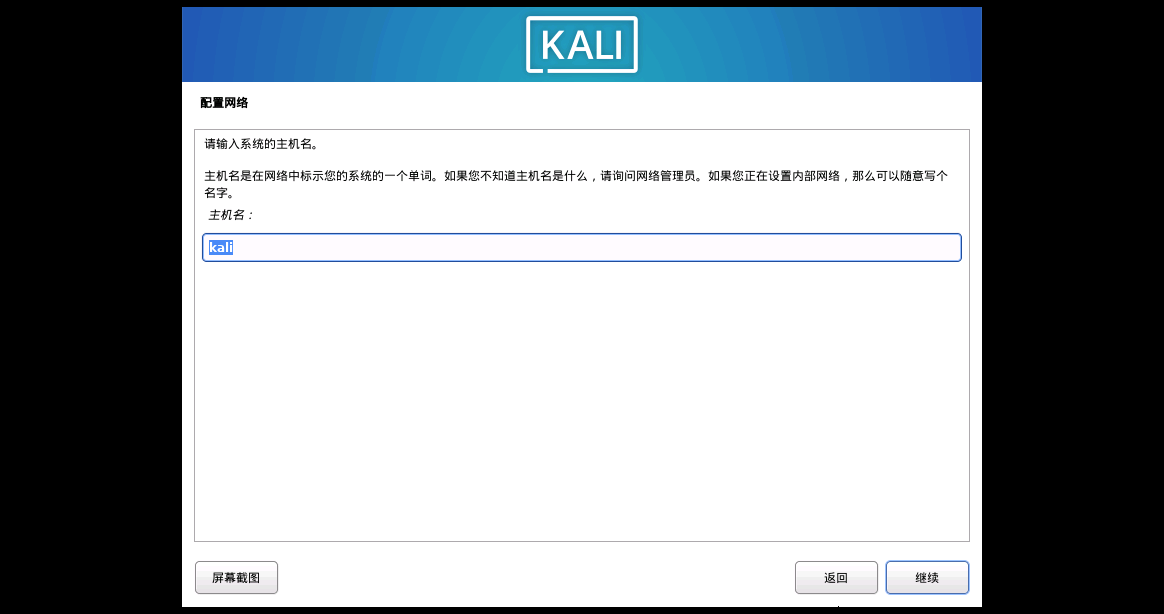 KALI
配置网络
请输入系统的主机名。
主机名是在网络中标示您的系统的一个单词。如果您不知道主机名是什么，请询问网络管理员。如果您正在设置内部网络，那么可以随意写个
名字。
主机名：
kali
屏幕截图
返回
继续